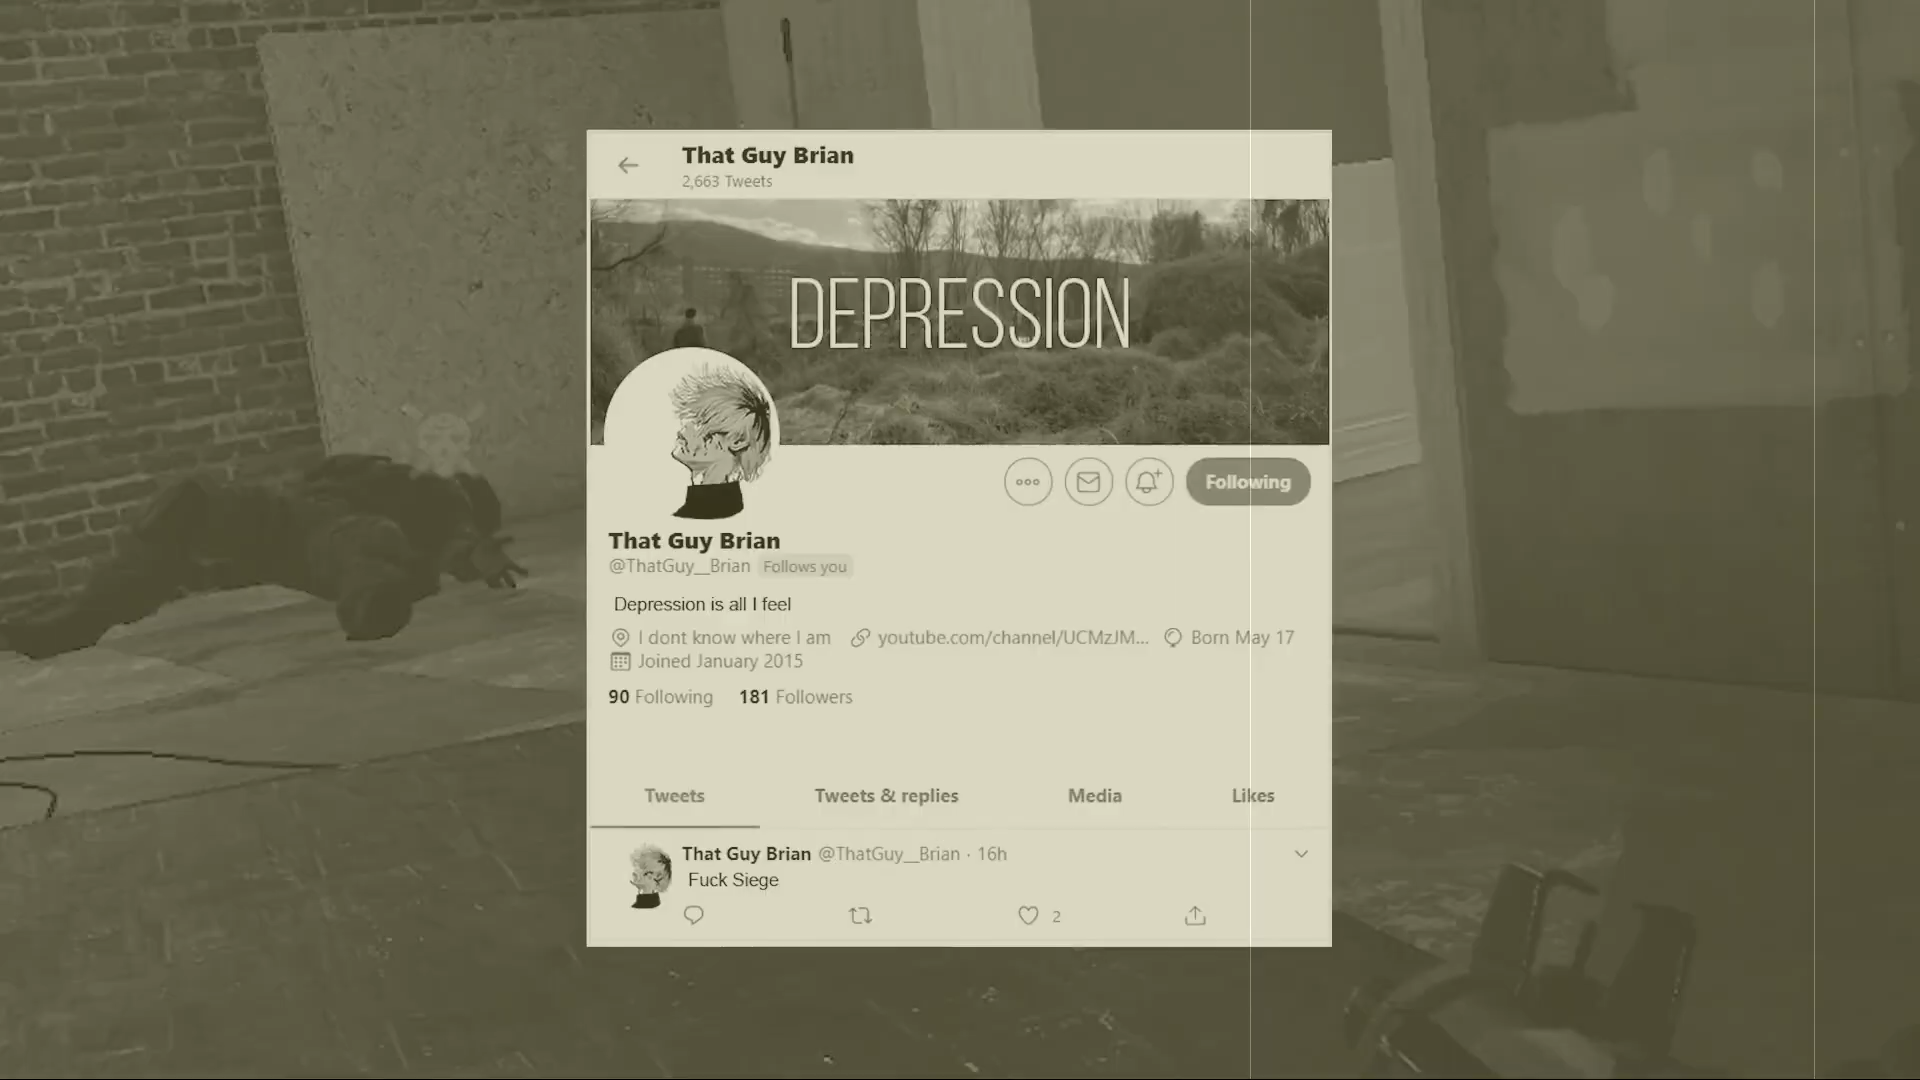 That Guy Brian
2,663 Tweets
DEPRESSION
Following
That Guy Brian
@ThatGuy__Brian Follows you
Depression is all I feel
I dont know where I am youtube.com/channel/UCMzJM... Born May 17
Joined January 2015
90 Following 181 Followers
Tweets Tweets & replies Media Likes
That Guy Brian @ThatGuy__Brian · 16h
Fuck Siege
2